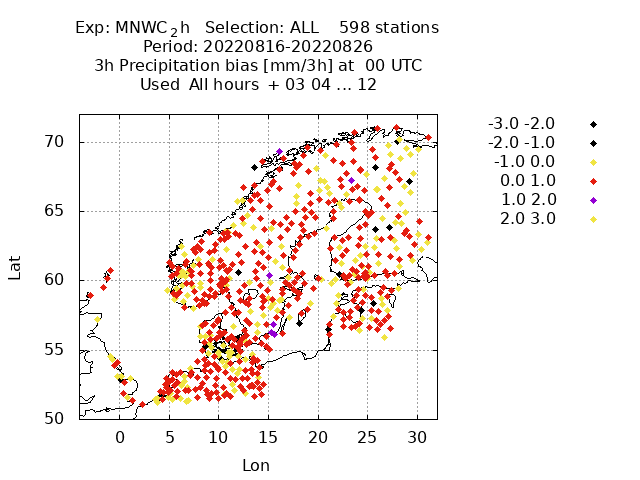 Exp: MNWC_2h   Selection: ALL    598 stations
Period: 20220816-20220826
3h Precipitation bias [mm/3h] at  00 UTC
Used  All hours  + 03 04 ... 12
-3.0 -2.0
-2.0 -1.0
-1.0 0.0
0.0 1.0
1.0 2.0
2.0 3.0
70
65
60
55
50
Lat
0 5 10 15 20 25 30
Lon